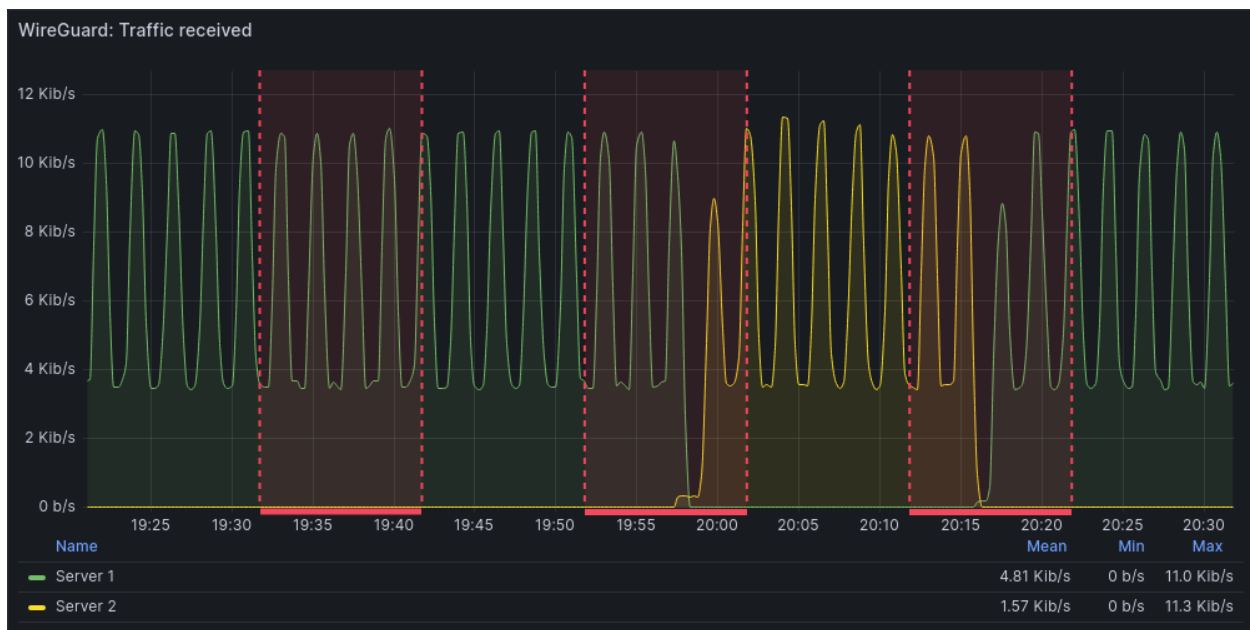 WireGuard: Traffic received
12 Kib/s
10 Kib/s
8 Kib/s
6 Kib/s
4 Kib/s
2 Kib/s
0 b/s
19:25 19:30 19:35 19:40 19:45 19:50 19:55 20:00 20:05 20:10 20:15 20:20 20:25 20:30
Name Mean Min Max
Server 1 4.81 Kib/s 0 b/s 11.0 Kib/s
Server 2 1.57 Kib/s 0 b/s 11.3 Kib/s